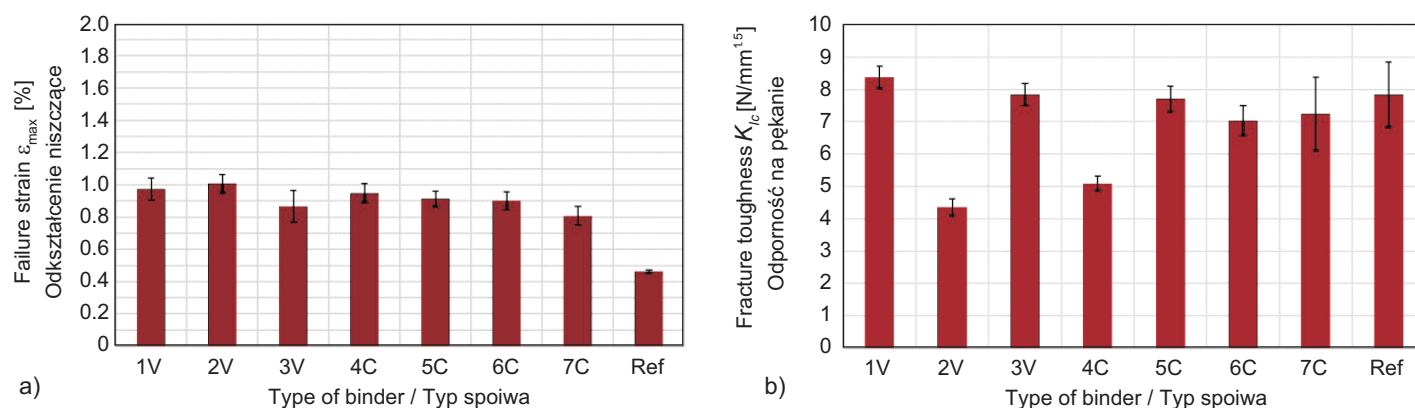 Failure strain εmax [%]
Odkształcenie niszczące
2.0
1.8
1.6
1.4
1.2
1.0
0.8
0.6
0.4
0.2
0
1V 2V 3V 4C 5C 6C 7C Ref
Type of binder / Typ spoiwa
a)
Fracture toughness KIc [N/mm15]
Odporność na pękanie
10
9
8
7
6
5
4
3
2
1
0
1V 2V 3V 4C 5C 6C 7C Ref
Type of binder / Typ spoiwa
b)